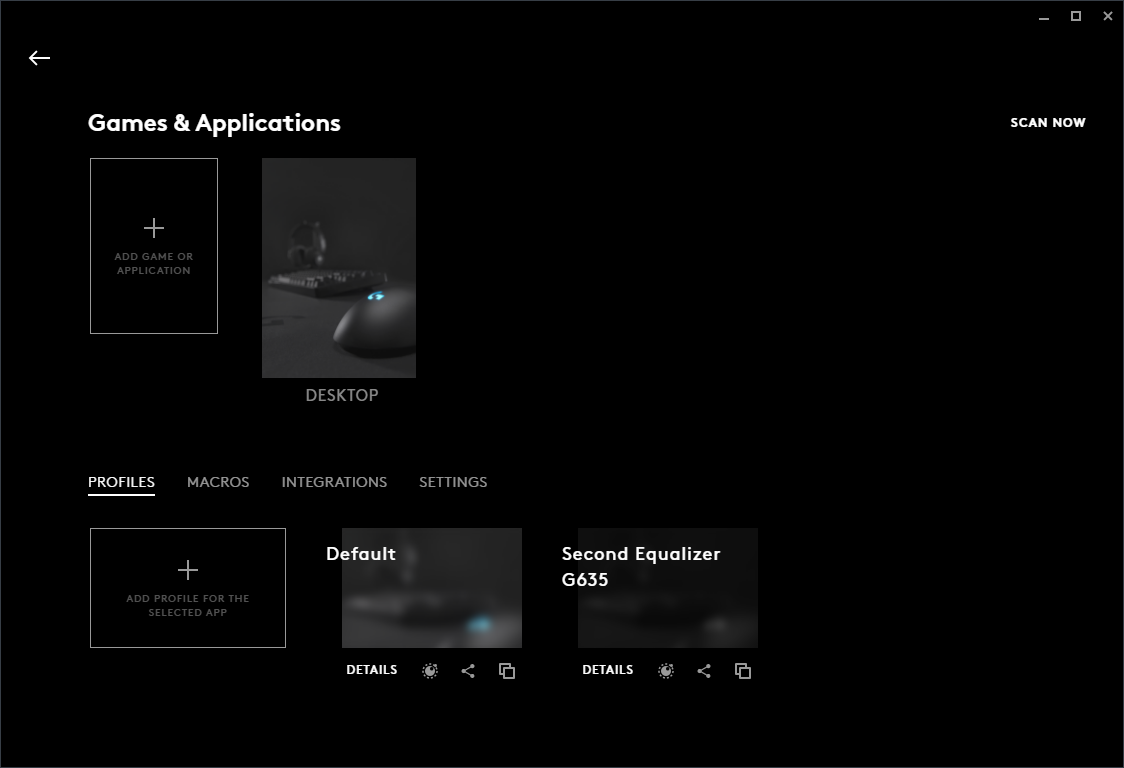 Games & Applications
SCAN NOW
ADD GAME OR
APPLICATION
DESKTOP
PROFILES
MACROS
INTEGRATIONS
SETTINGS
ADD PROFILE FOR THE
SELECTED APP
Default
Second Equalizer
G635
DETAILS
DETAILS